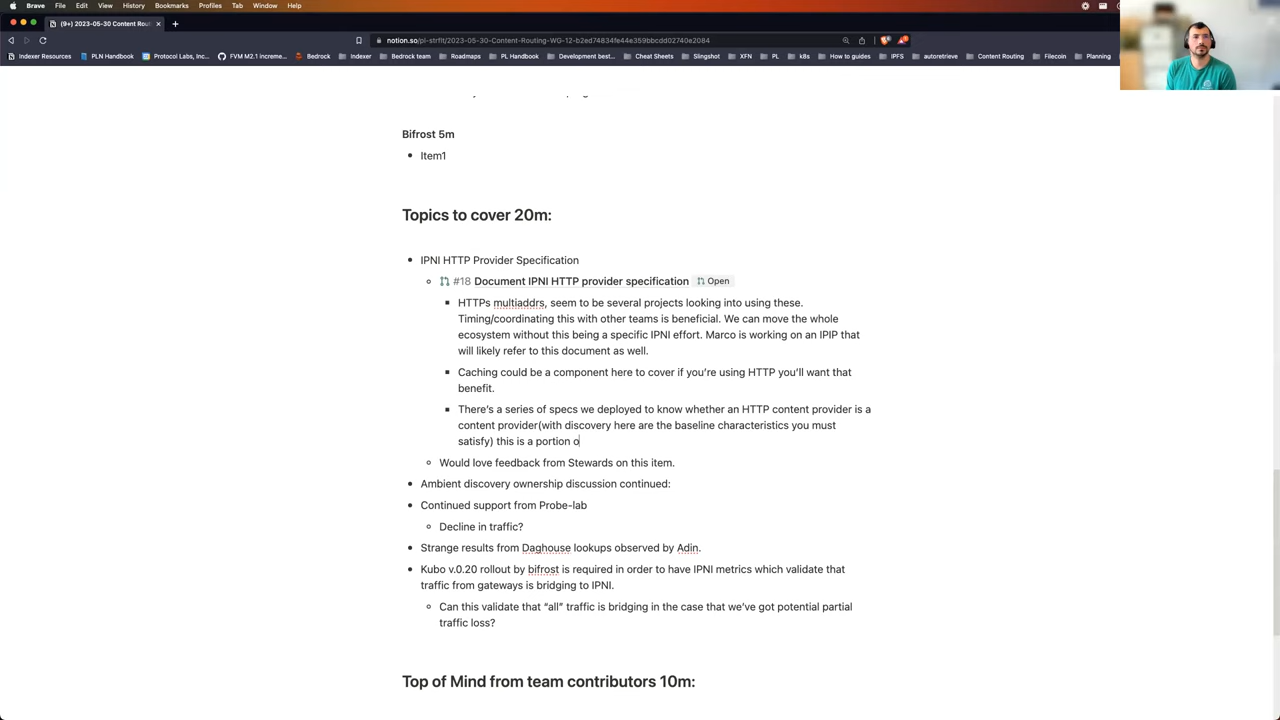 Brave File Edit View History Bookmarks Profiles Tab Window Help
(9+) 2023-05-30 Content Rou
notion.so/pl-strflt/2023-05-30-Content-Routing-WG-12-b2ed74834fe44e359bbcdd02740e2084
Indexer Resources PLN Handbook Protocol Labs, Inc... FVM M2.1 increme... Bedrock Indexer Bedrock team Roadmaps PL Handbook Development best... Cheat Sheets Slingshot XFN PL k8s How to guides IPFS autoretrieve Content Routing Filecoin Planning
Bifrost 5m
Item1
Topics to cover 20m:
IPNI HTTP Provider Specification
#18 Document IPNI HTTP provider specification Open
HTTPs multiaddrs, seem to be several projects looking into using these.
Timing/coordinating this with other teams is beneficial. We can move the whole
ecosystem without this being a specific IPNI effort. Marco is working on an IPIP that
will likely refer to this document as well.
Caching could be a component here to cover if you’re using HTTP you’ll want that
benefit.
There’s a series of specs we deployed to know whether an HTTP content provider is a
content provider(with discovery here are the baseline characteristics you must
satisfy) this is a portion o
Would love feedback from Stewards on this item.
Ambient discovery ownership discussion continued:
Continued support from Probe-lab
Decline in traffic?
Strange results from Daghouse lookups observed by Adin.
Kubo v.0.20 rollout by bifrost is required in order to have IPNI metrics which validate that
traffic from gateways is bridging to IPNI.
Can this validate that “all” traffic is bridging in the case that we’ve got potential partial
traffic loss?
Top of Mind from team contributors 10m: